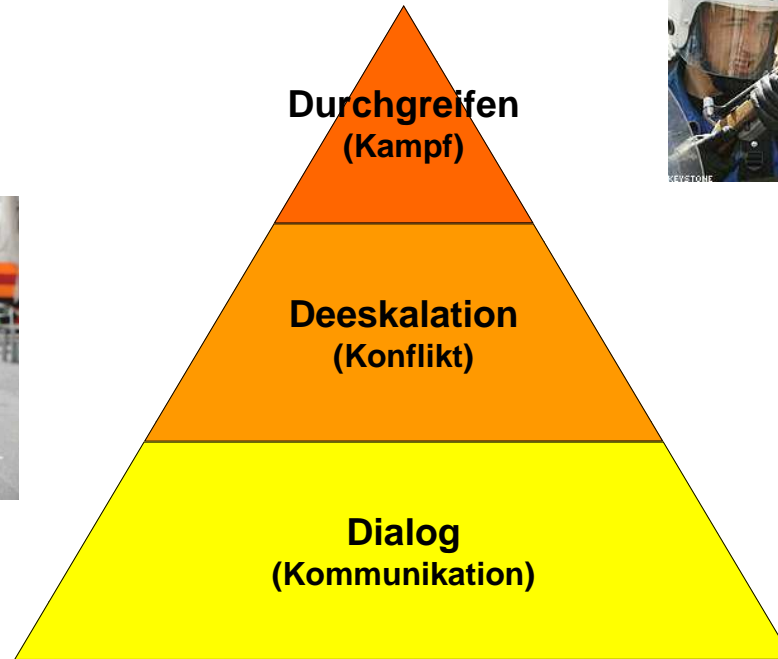 Durchgreifen
(Kampf)
KEYSTONE
Deeskalation
(Konflikt)
Dialog
(Kommunikation)